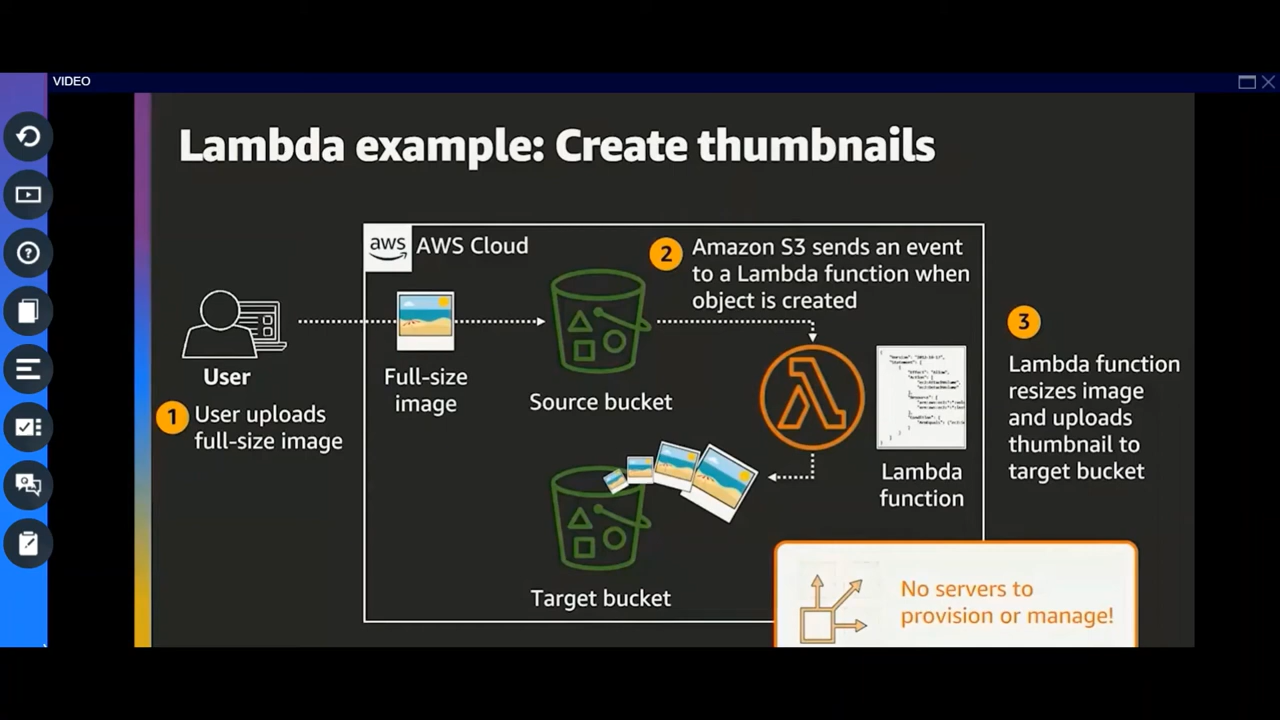 VIDEO
Lambda example: Create thumbnails
aws
AWS Cloud
2
Amazon S3 sends an event
to a Lambda function when
object is created
User
1
User uploads
full-size image
Full-size
image
Source bucket
Lambda
function
3
Lambda function
resizes image
and uploads
thumbnail to
target bucket
Target bucket
No servers to
provision or manage!